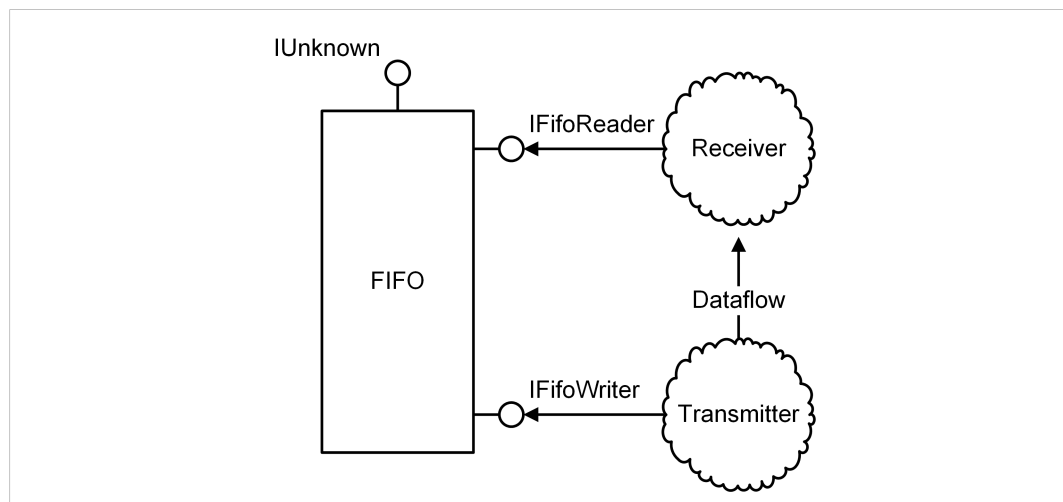 IUnknown
IFifoReader
Receiver
FIFO
Dataflow
IFifoWriter
Transmitter